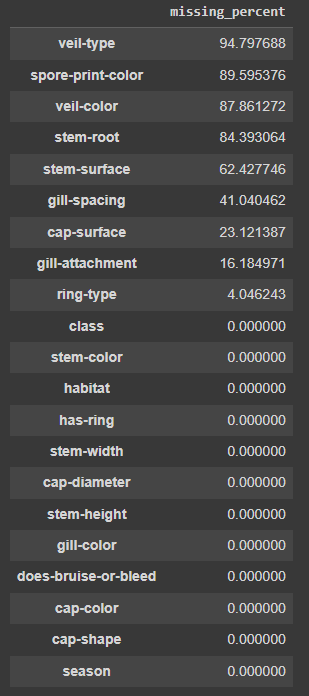 missing_percent
veil-type 94.797688
spore-print-color 89.595376
veil-color 87.861272
stem-root 84.393064
stem-surface 62.427746
gill-spacing 41.040462
cap-surface 23.121387
gill-attachment 16.184971
ring-type 4.046243
class 0.000000
stem-color 0.000000
habitat 0.000000
has-ring 0.000000
stem-width 0.000000
cap-diameter 0.000000
stem-height 0.000000
gill-color 0.000000
does-bruise-or-bleed 0.000000
cap-color 0.000000
cap-shape 0.000000
season 0.000000